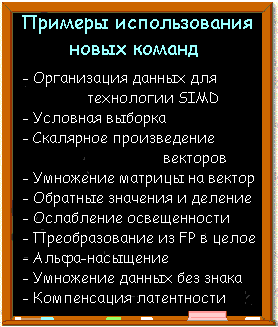 Примеры использования
новых команд
- Организация данных для
технологии SIMD
- Условная выборка
- Скалярное произведение
векторов
- Умножение матрицы на вектор
- Обратные значения и деление
- Ослабление освещенности
- Преобразование из FP в целое
- Альфа-насыщение
- Умножение данных без знака
- Компенсация латентности